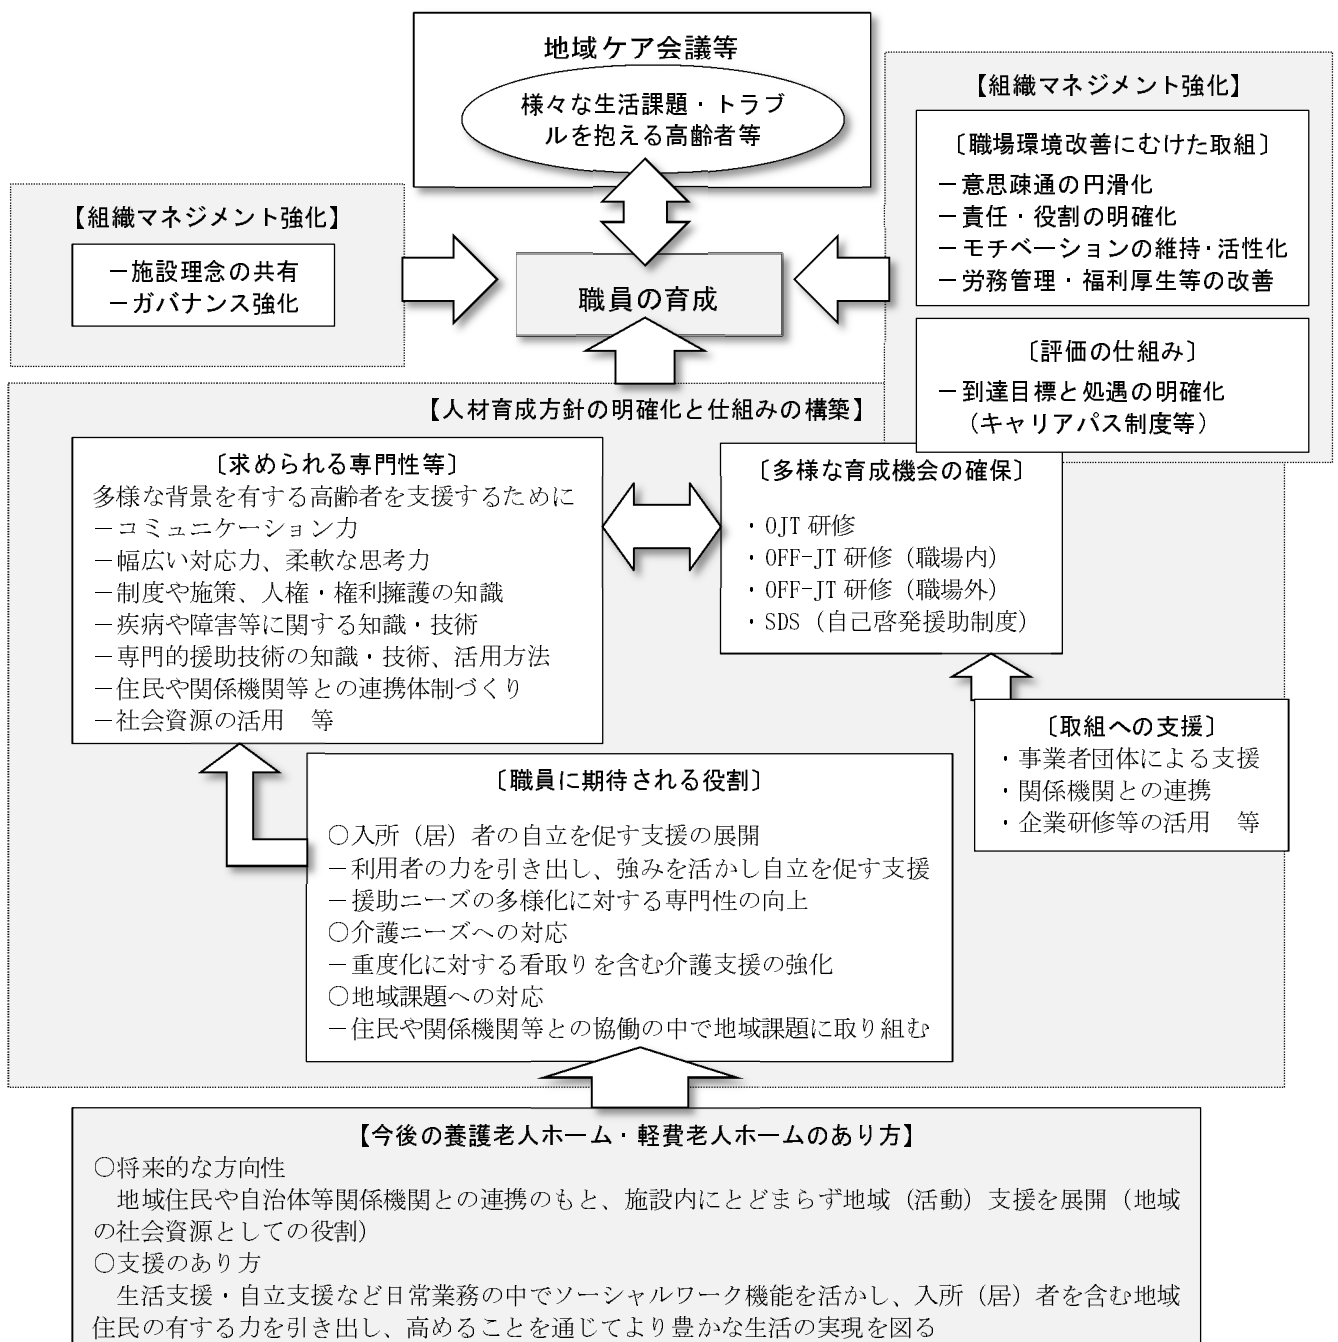 地域ケア会議等
様々な生活課題・トラブ
ルを抱える高齢者等
【組織マネジメント強化】
－施設理念の共有
－ガバナンス強化
職員の育成
【組織マネジメント強化】
〔職場環境改善にむけた取組〕
－意思疎通の円滑化
－責任・役割の明確化
－モチベーションの維持・活性化
－労務管理・福利厚生等の改善
〔評価の仕組み〕
－到達目標と処遇の明確化
（キャリアパス制度等）
【人材育成方針の明確化と仕組みの構築】
〔求められる専門性等〕
多様な背景を有する高齢者を支援するために
－コミュニケーション力
－幅広い対応力、柔軟な思考力
－制度や施策、人権・権利擁護の知識
－疾病や障害等に関する知識・技術
－専門的援助技術の知識・技術、活用方法
－住民や関係機関等との連携体制づくり
－社会資源の活用　等
〔多様な育成機会の確保〕
・OJT 研修
・OFF-JT 研修（職場内）
・OFF-JT 研修（職場外）
・SDS（自己啓発援助制度）
〔取組への支援〕
・事業者団体による支援
・関係機関との連携
・企業研修等の活用　等
〔職員に期待される役割〕
○入所（居）者の自立を促す支援の展開
－利用者の力を引き出し、強みを活かし自立を促す支援
－援助ニーズの多様化に対する専門性の向上
○介護ニーズへの対応
－重度化に対する看取りを含む介護支援の強化
○地域課題への対応
－住民や関係機関等との協働の中で地域課題に取り組む
【今後の養護老人ホーム・軽費老人ホームのあり方】
○将来的な方向性
　地域住民や自治体等関係機関との連携のもと、施設内にとどまらず地域（活動）支援を展開（地域
の社会資源としての役割）
○支援のあり方
　生活支援・自立支援など日常業務の中でソーシャルワーク機能を活かし、入所（居）者を含む地域
住民の有する力を引き出し、高めることを通じてより豊かな生活の実現を図る